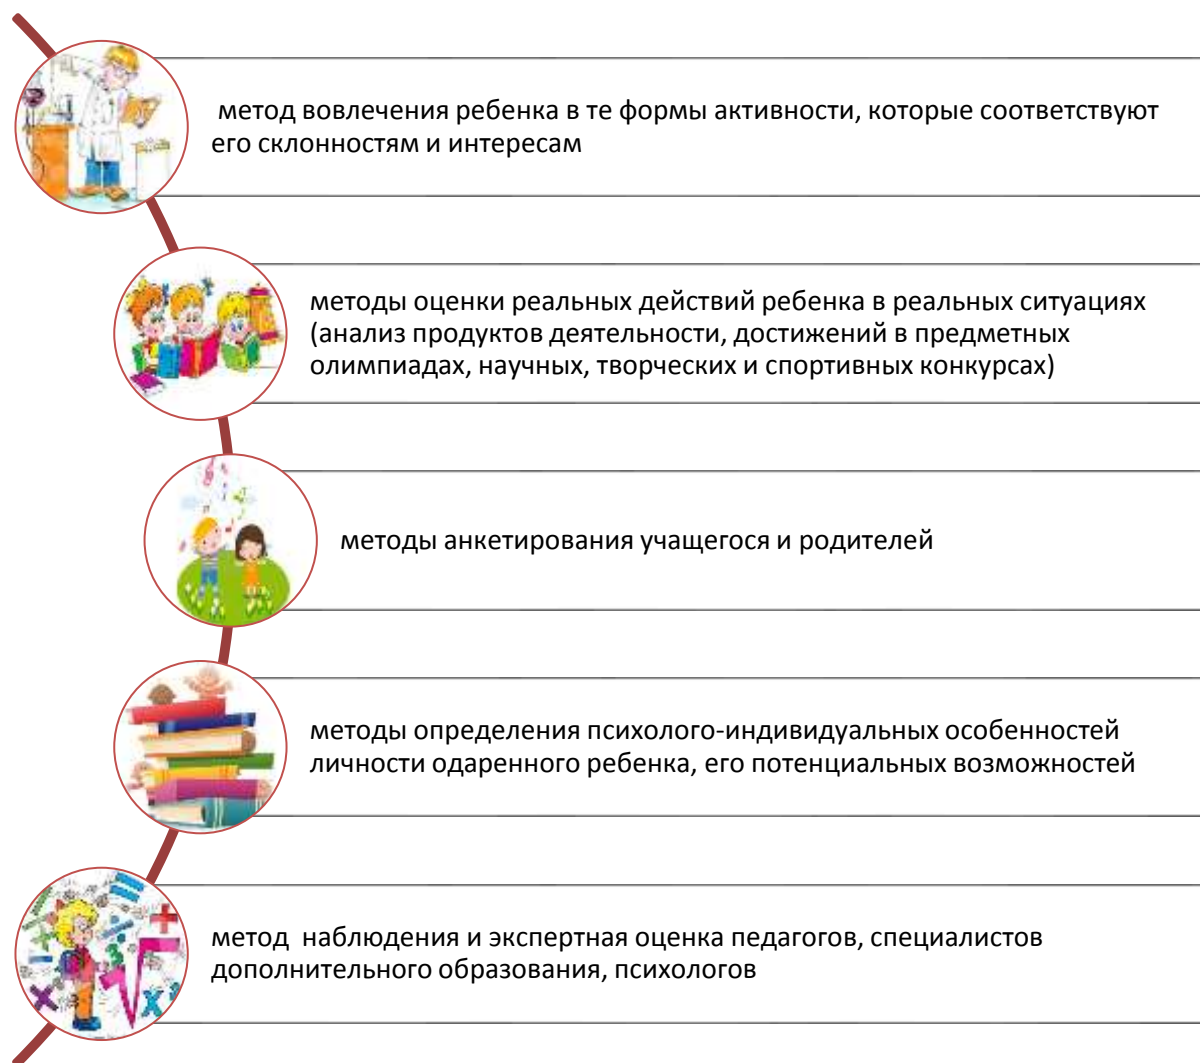 метод вовлечения ребенка в те формы активности, которые соответствуют
его склонностям и интересам
методы оценки реальных действий ребенка в реальных ситуациях
(анализ продуктов деятельности, достижений в предметных
олимпиадах, научных, творческих и спортивных конкурсах)
методы анкетирования учащегося и родителей
методы определения психолого-индивидуальных особенностей
личности одаренного ребенка, его потенциальных возможностей
метод  наблюдения и экспертная оценка педагогов, специалистов
дополнительного образования, психологов